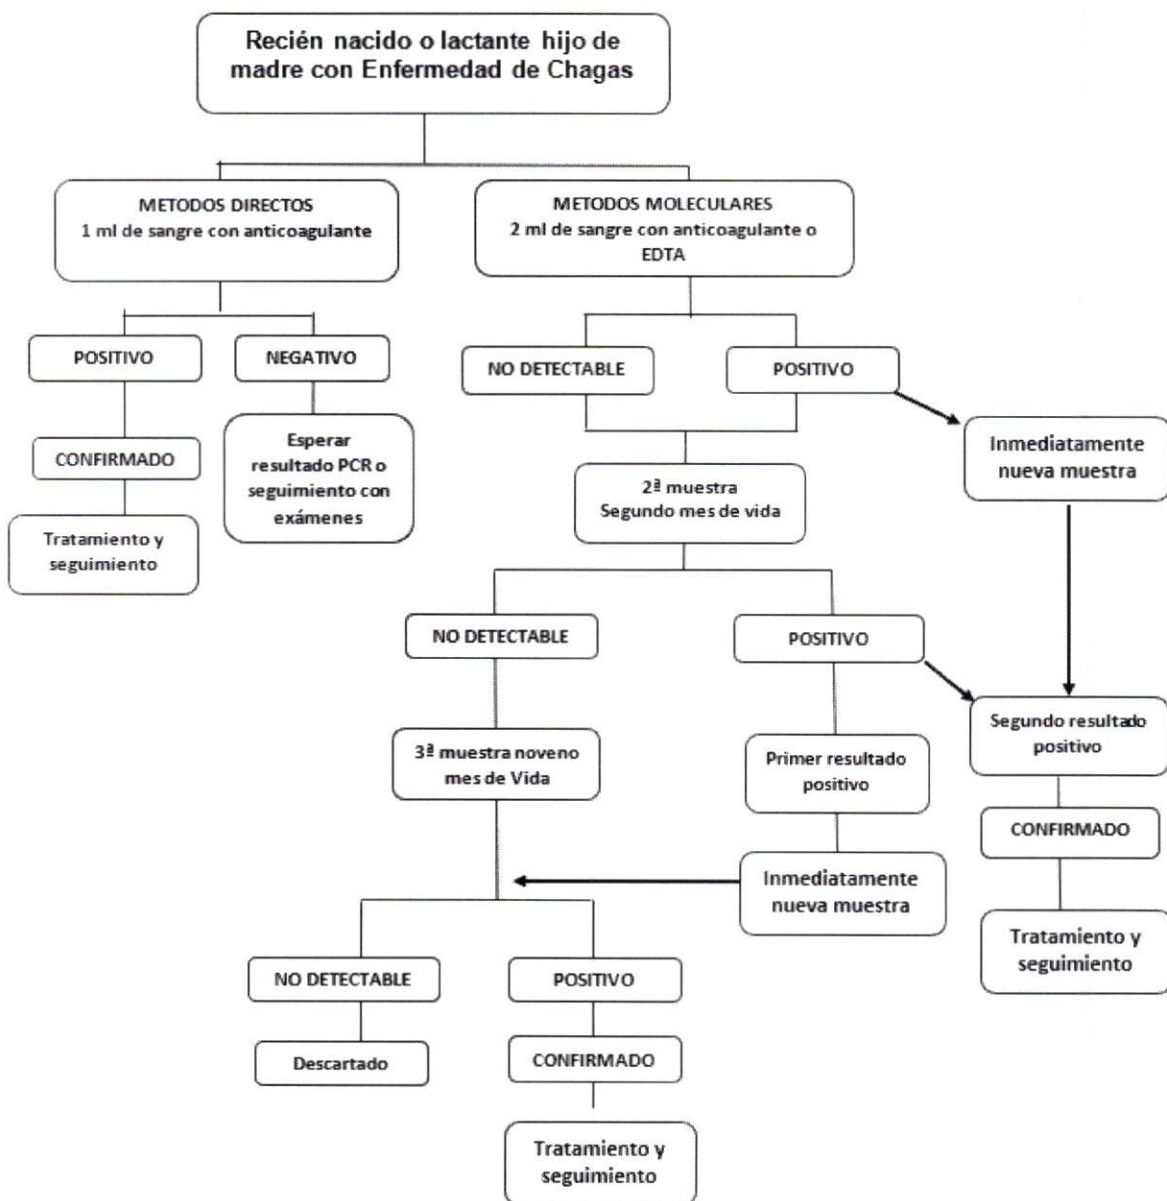 Recién nacido o lactante hijo de
madre con Enfermedad de Chagas
METODOS DIRECTOS
1 ml de sangre con anticoagulante
METODOS MOLECULARES
2 ml de sangre con anticoagulante o
EDTA
POSITIVO
NEGATIVO
NO DETECTABLE
POSITIVO
CONFIRMADO
Esperar
resultado PCR o
seguimiento con
exámenes
Inmediatamente
nueva muestra
2ª muestra
Segundo mes de vida
Tratamiento y
seguimiento
NO DETECTABLE
POSITIVO
3ª muestra noveno
mes de Vida
Primer resultado
positivo
Segundo resultado
positivo
CONFIRMADO
Inmediatamente
nueva muestra
Tratamiento y
seguimiento
NO DETECTABLE
POSITIVO
Descartado
CONFIRMADO
Tratamiento y
seguimiento